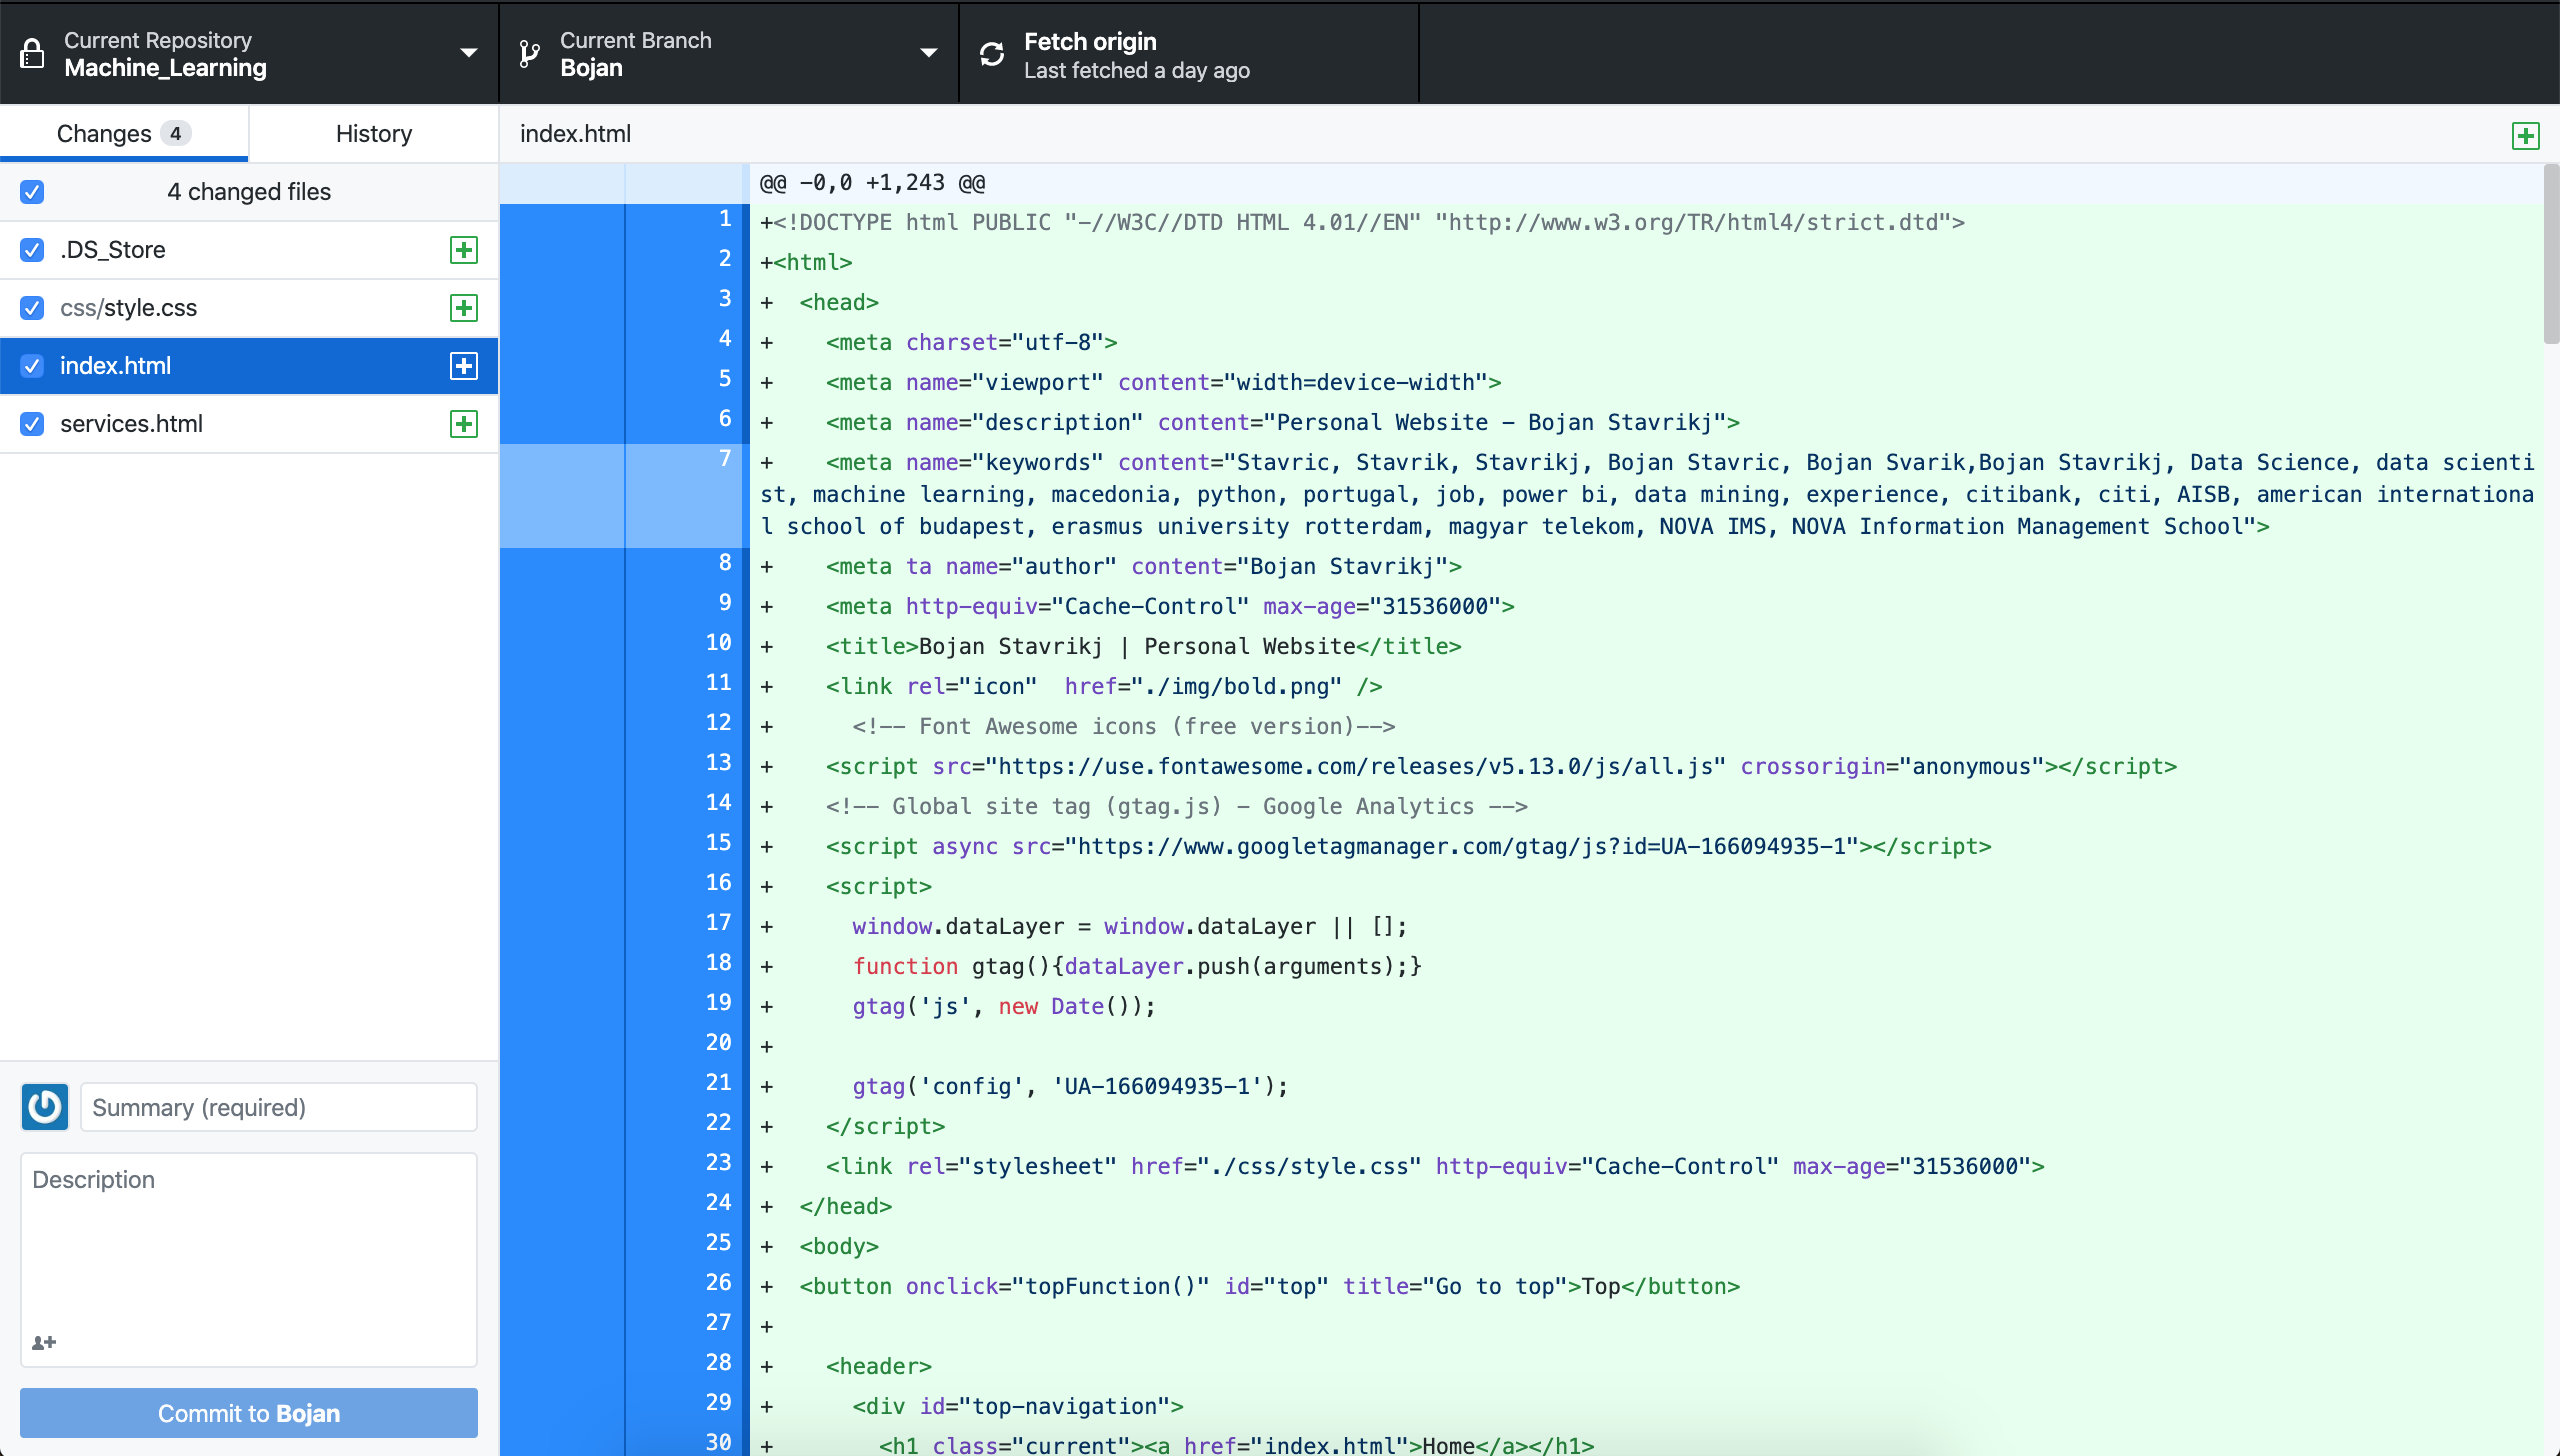 Current Repository
Machine_Learning
Current Branch
Bojan
Fetch origin
Last fetched a day ago
Changes 4
History
4 changed files
.DS_Store
css/style.css
index.html
services.html
Summary (required)
Description
Commit to Bojan
index.html
@@ -0,0 +1,243 @@
1 +<!DOCTYPE html PUBLIC "-//W3C//DTD HTML 4.01//EN" "http://www.w3.org/TR/html4/strict.dtd">
2 +<html>
3 +  <head>
4 +    <meta charset="utf-8">
5 +    <meta name="viewport" content="width=device-width">
6 +    <meta name="description" content="Personal Website - Bojan Stavrikj">
7 +    <meta name="keywords" content="Stavric, Stavrik, Stavrikj, Bojan Stavric, Bojan Svarik,Bojan Stavrikj, Data Science, data scienti
st, machine learning, macedonia, python, portugal, job, power bi, data mining, experience, citibank, citi, AISB, american internationa
l school of budapest, erasmus university rotterdam, magyar telekom, NOVA IMS, NOVA Information Management School">
8 +    <meta ta name="author" content="Bojan Stavrikj">
9 +    <meta http-equiv="Cache-Control" max-age="31536000">
10 +    <title>Bojan Stavrikj | Personal Website</title>
11 +    <link rel="icon"  href="./img/bold.png" />
12 +      <!-- Font Awesome icons (free version)-->
13 +    <script src="https://use.fontawesome.com/releases/v5.13.0/js/all.js" crossorigin="anonymous"></script>
14 +    <!-- Global site tag (gtag.js) - Google Analytics -->
15 +    <script async src="https://www.googletagmanager.com/gtag/js?id=UA-166094935-1"></script>
16 +    <script>
17 +      window.dataLayer = window.dataLayer || [];
18 +      function gtag(){dataLayer.push(arguments);}
19 +      gtag('js', new Date());
20 +
21 +      gtag('config', 'UA-166094935-1');
22 +    </script>
23 +    <link rel="stylesheet" href="./css/style.css" http-equiv="Cache-Control" max-age="31536000">
24 +  </head>
25 +  <body>
26 +  <button onclick="topFunction()" id="top" title="Go to top">Top</button>
27 +
28 +    <header>
29 +      <div id="top-navigation">
30 +        <h1 class="current"><a href="index.html">Home</a></h1>